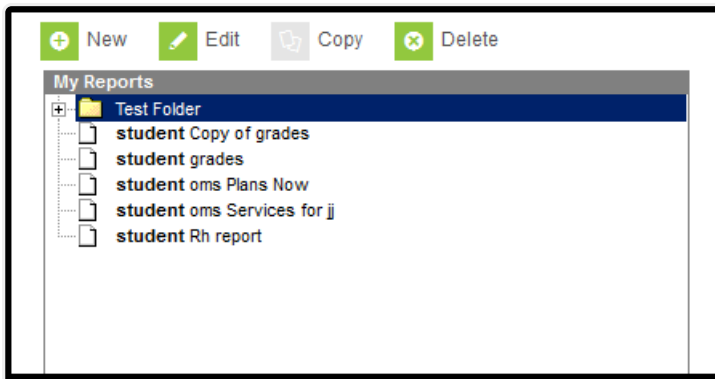 New Edit Copy Delete
My Reports
Test Folder
student Copy of grades
student grades
student oms Plans Now
student oms Services for jj
student Rh report